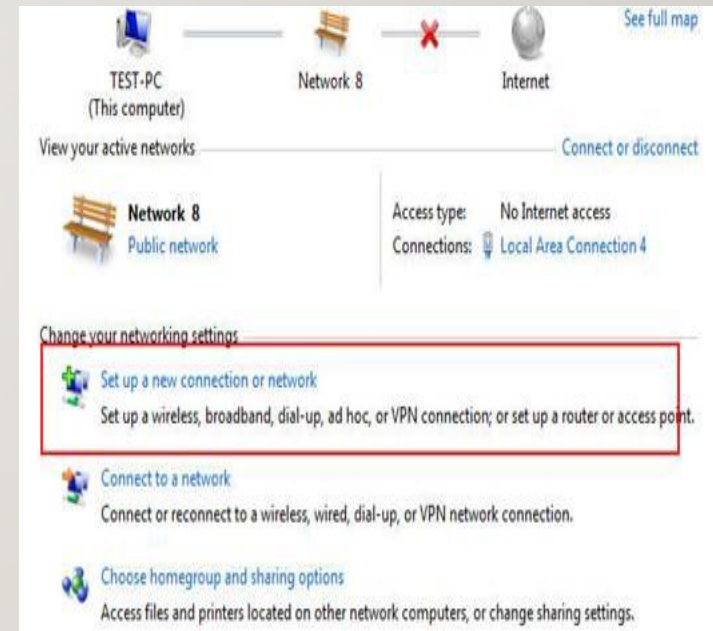 See full map
TEST-PC
(This computer)
Network 8
Internet
View your active networks
Connect or disconnect
Network 8
Public network
Access type: No Internet access
Connections: Local Area Connection 4
Change your networking settings
Set up a new connection or network
Set up a wireless, broadband, dial-up, ad hoc, or VPN connection; or set up a router or access point.
Connect to a network
Connect or reconnect to a wireless, wired, dial-up, or VPN network connection.
Choose homegroup and sharing options
Access files and printers located on other network computers, or change sharing settings.